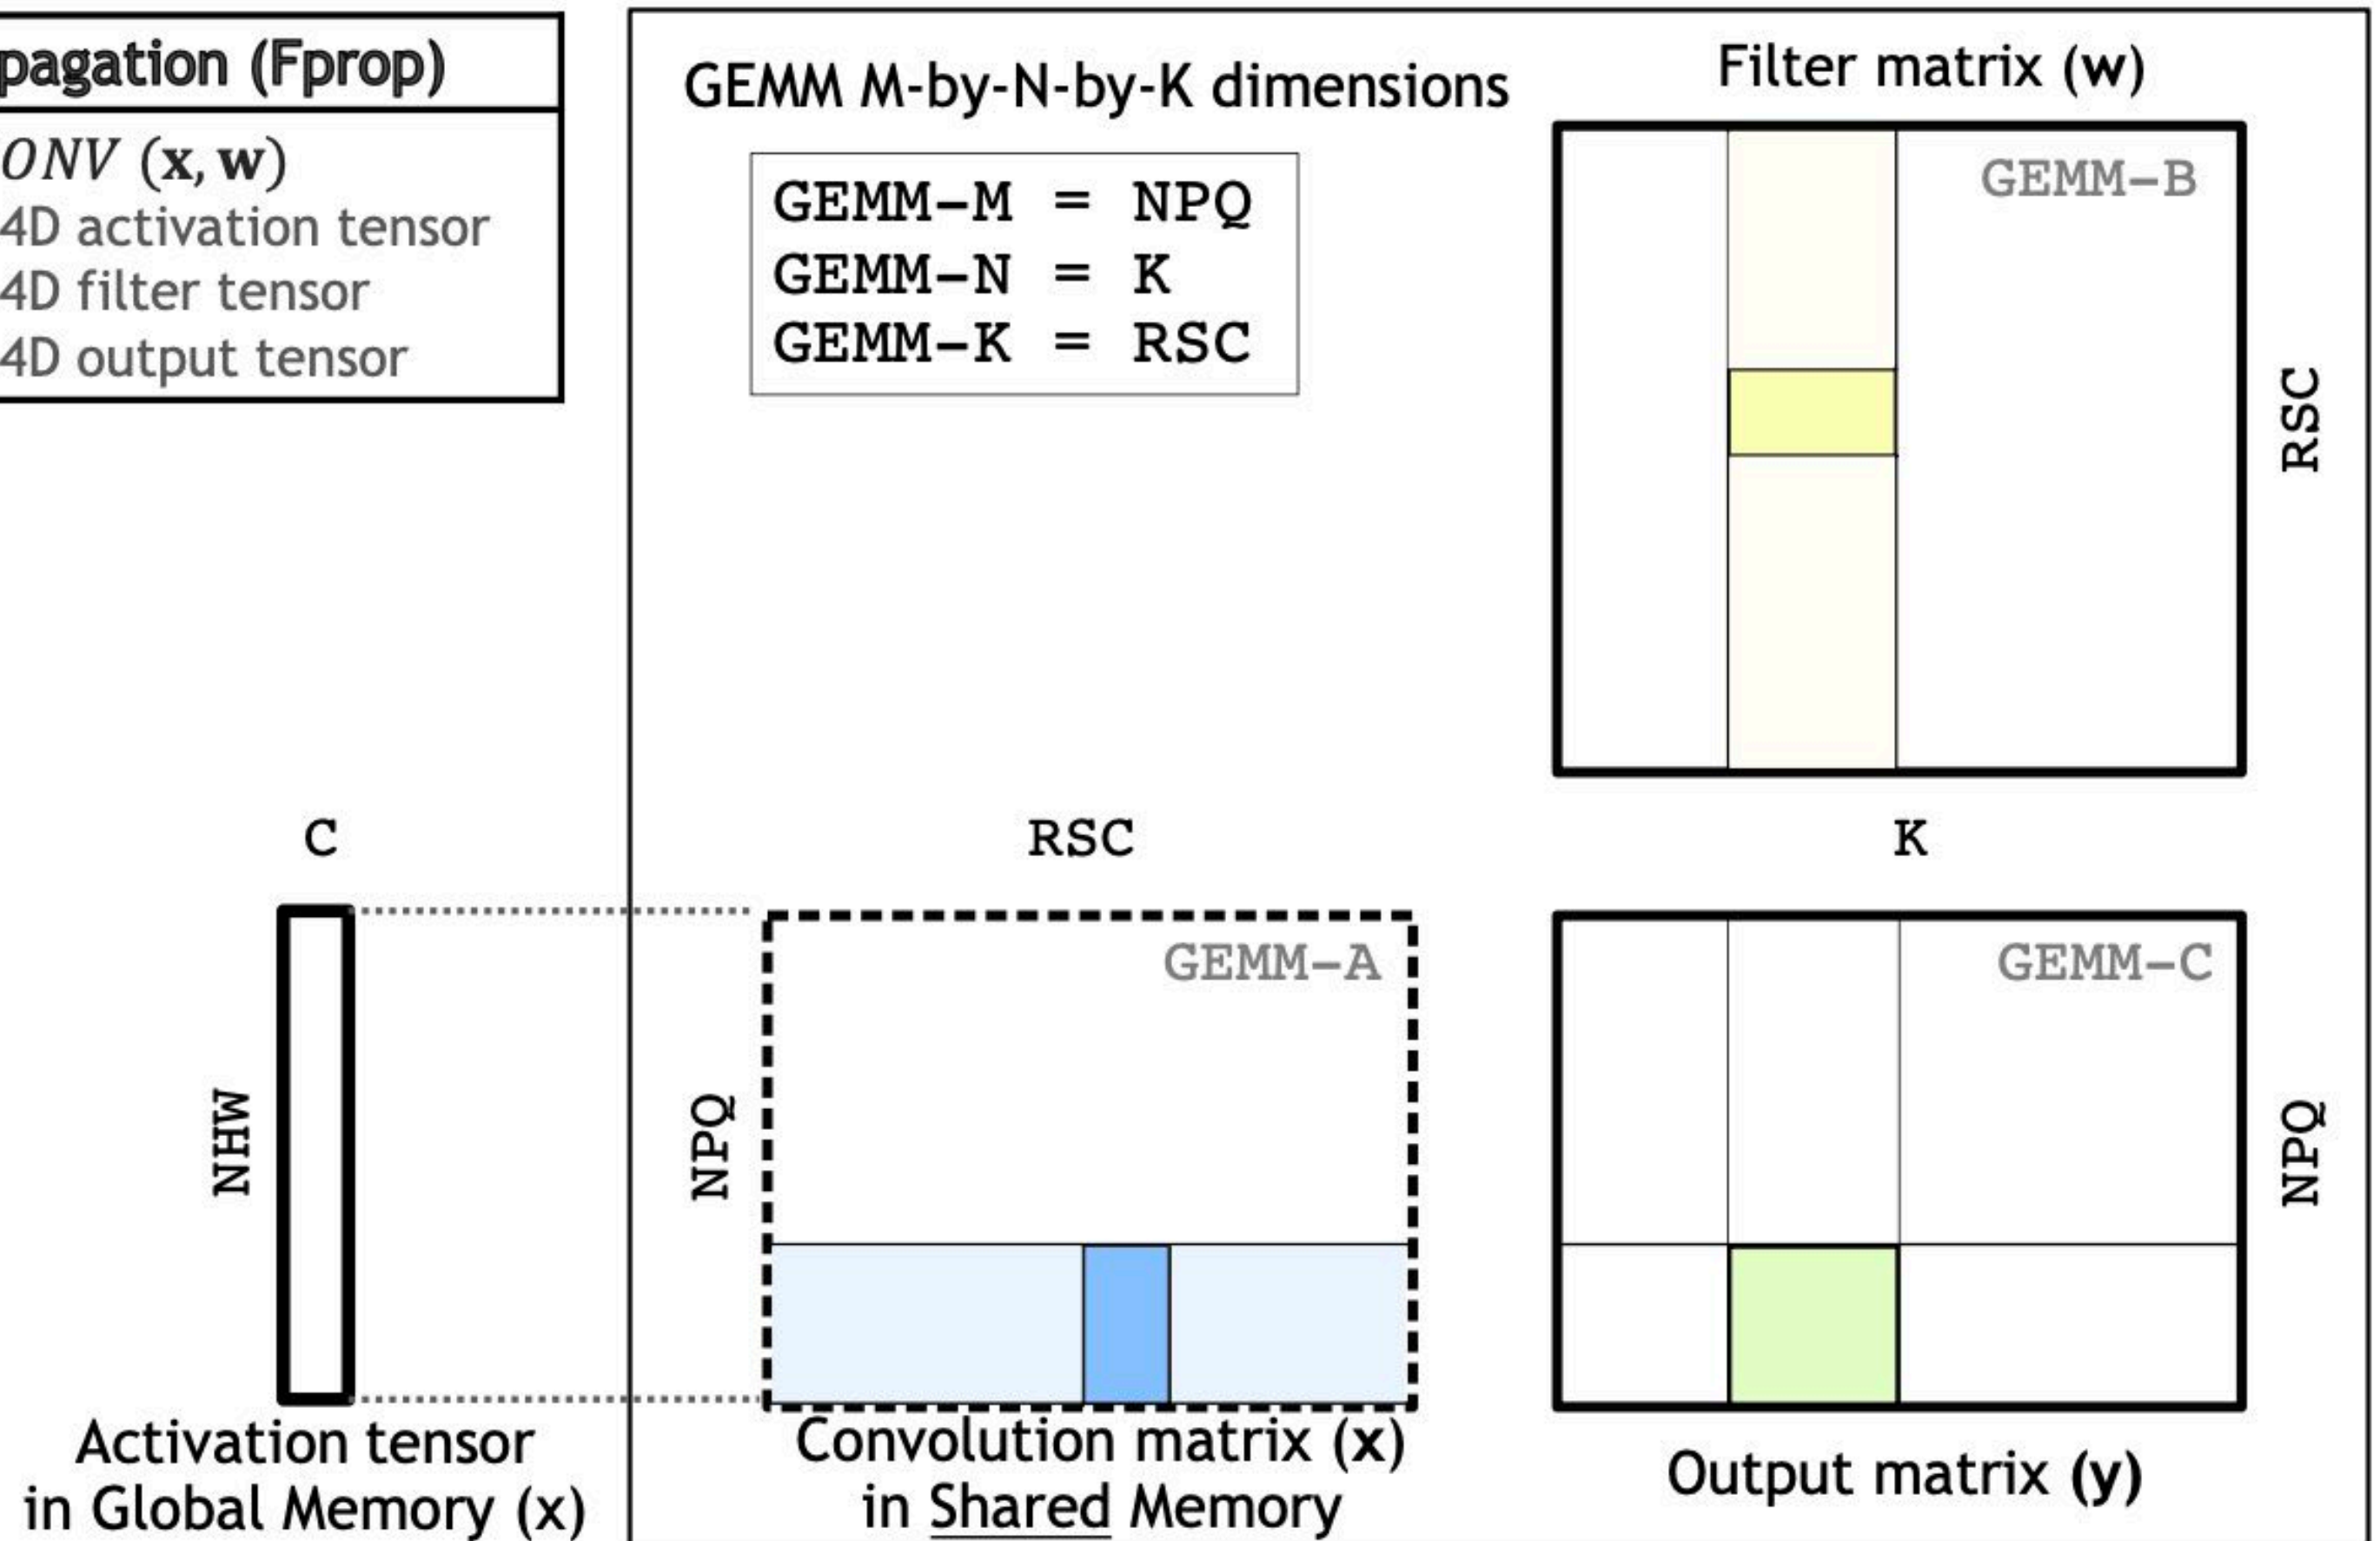 pagation (Fprop)
ONV (x, w)
4D activation tensor
4D filter tensor
4D output tensor
GEMM M-by-N-by-K dimensions
GEMM-M = NPQ
GEMM-N = K
GEMM-K = RSC
Filter matrix (w)
GEMM-B
RSC
C
RSC
K
NHW
NPQ
GEMM-A
GEMM-C
NPQ
Activation tensor
in Global Memory (x)
Convolution matrix (x)
in Shared Memory
Output matrix (y)